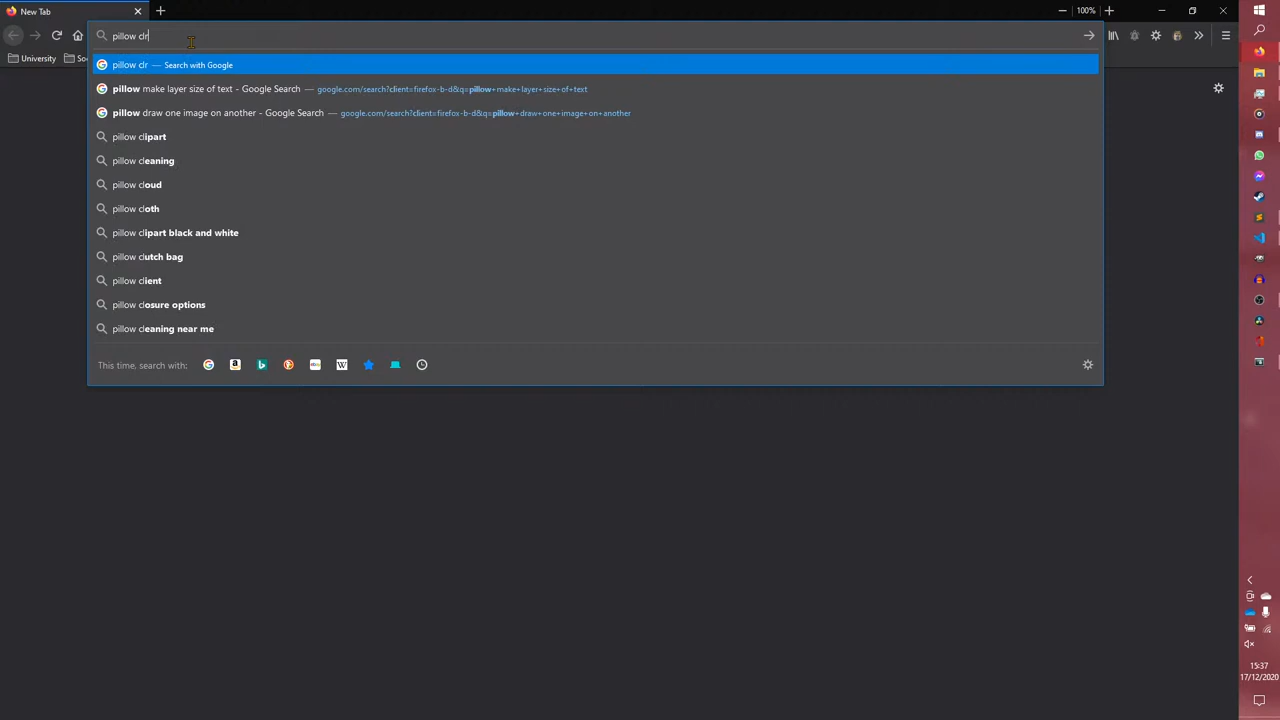 New Tab
100%
pillow clr
University
Soc
pillow clr — Search with Google
pillow make layer size of text - Google Search — google.com/search?client=firefox-b-d&q=pillow+make+layer+size+of+text
pillow draw one image on another - Google Search — google.com/search?client=firefox-b-d&q=pillow+draw+one+image+on+another
pillow clipart
pillow cleaning
pillow cloud
pillow cloth
pillow clipart black and white
pillow clutch bag
pillow client
pillow closure options
pillow cleaning near me
This time, search with:
15:37
17/12/2020